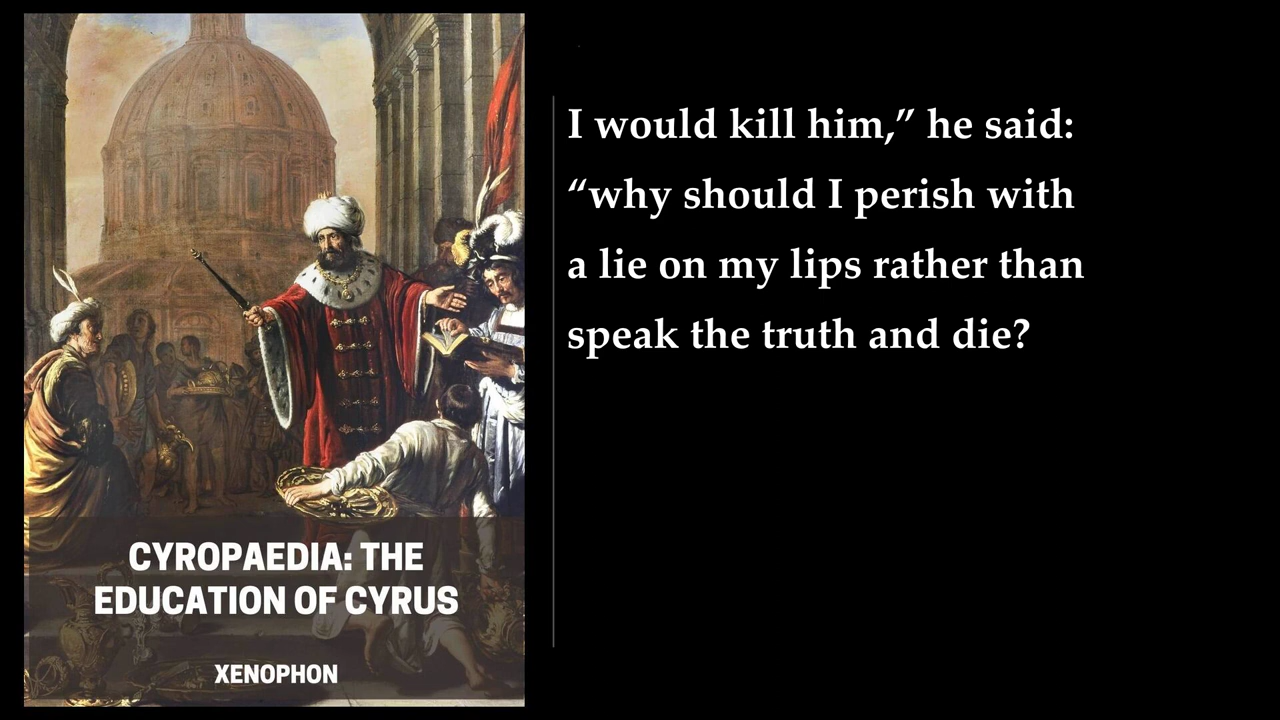 I would kill him,” he said:
“why should I perish with
a lie on my lips rather than
speak the truth and die?
CYROPAEDIA: THE
EDUCATION OF CYRUS
XENOPHON